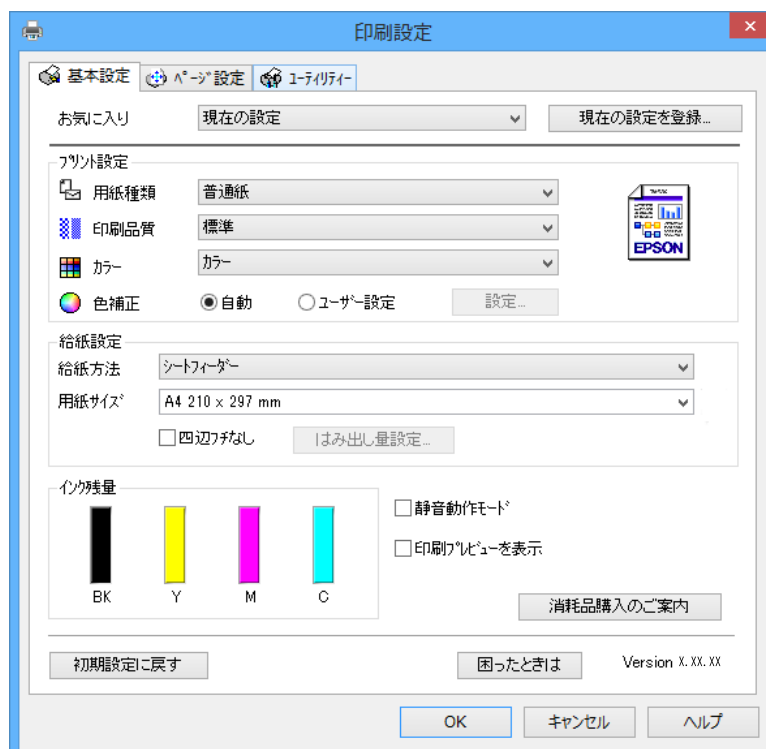 印刷設定
基本設定 ページ設定 ユーティリティー
お気に入り 現在の設定 現在の設定を登録...
プリント設定
用紙種類 普通紙
印刷品質 標準
カラー カラー
色補正 自動 ユーザー設定 設定...
EPSON
給紙設定
給紙方法 シートフィーダー
用紙サイズ A4 210 x 297 mm
四辺フチなし はみ出し量設定...
インク残量
BK Y M C
静音動作モード
印刷プレビューを表示
消耗品購入のご案内
初期設定に戻す 困ったときは Version X.XX.XX
OK キャンセル ヘルプ